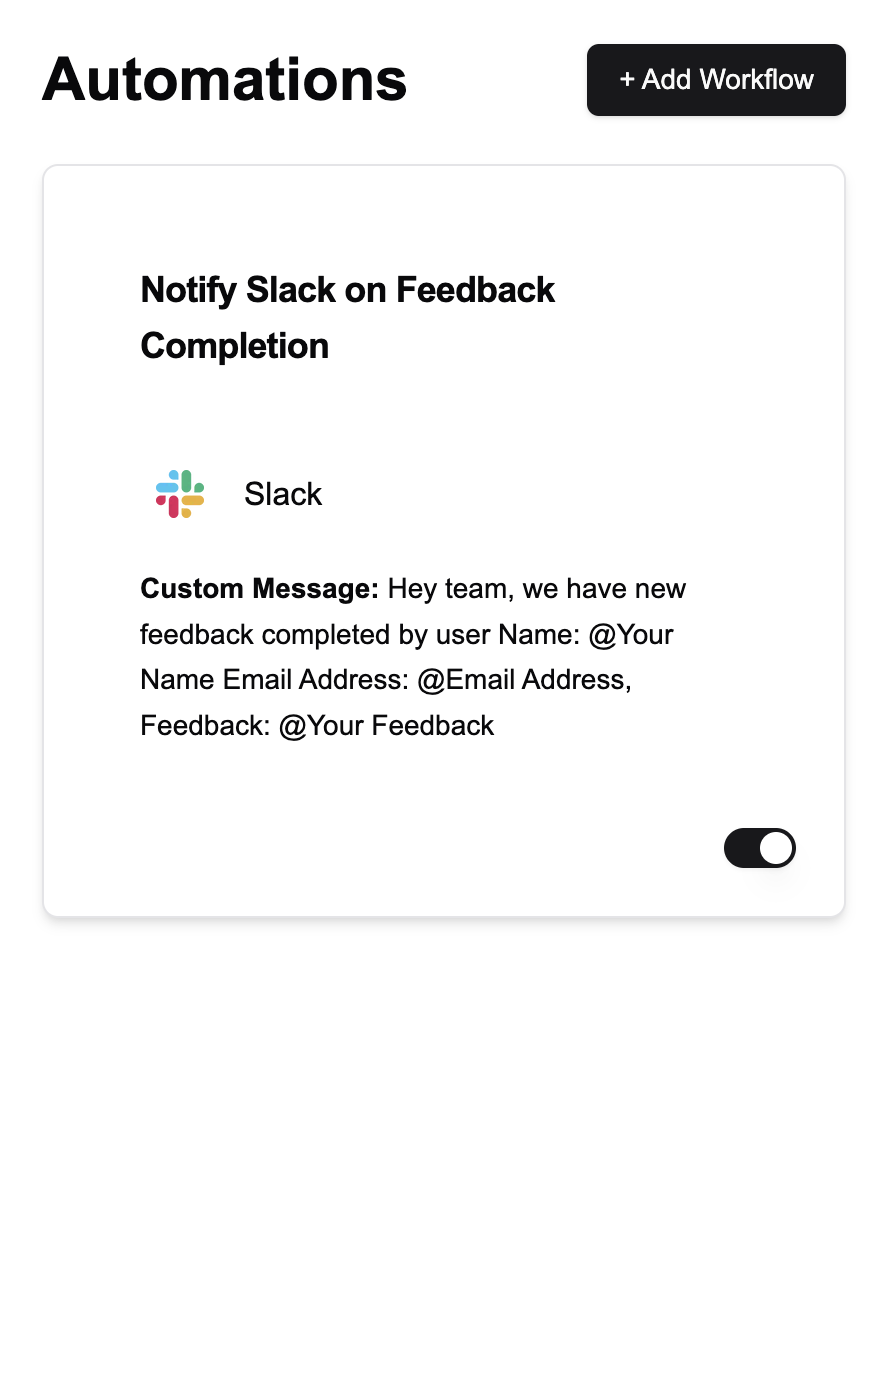 Automations
+ Add Workflow
Notify Slack on Feedback
Completion
Slack
Custom Message: Hey team, we have new
feedback completed by user Name: @Your
Name Email Address: @Email Address,
Feedback: @Your Feedback